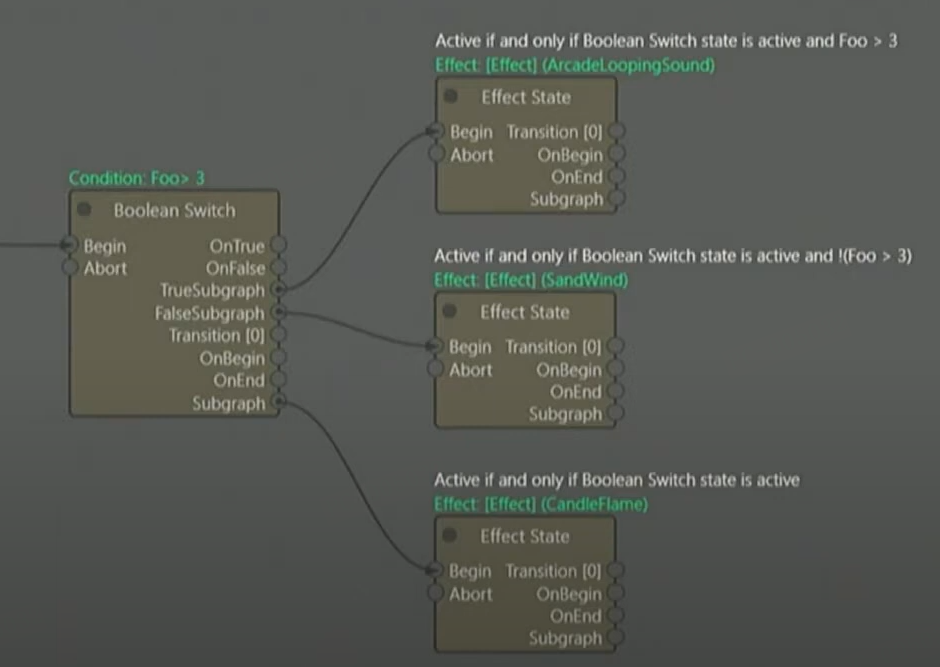 Condition: Foo> 3
Boolean Switch
Begin OnTrue
Abort OnFalse
TrueSubgraph
FalseSubgraph
Transition [0]
OnBegin
OnEnd
Subgraph
Active if and only if Boolean Switch state is active and Foo > 3
Effect: [Effect] (ArcadeLoopingSound)
Effect State
Begin Transition [0]
Abort OnBegin
OnEnd
Subgraph
Active if and only if Boolean Switch state is active and !(Foo > 3)
Effect: [Effect] (SandWind)
Effect State
Begin Transition [0]
Abort OnBegin
OnEnd
Subgraph
Active if and only if Boolean Switch state is active
Effect: [Effect] (CandleFlame)
Effect State
Begin Transition [0]
Abort OnBegin
OnEnd
Subgraph